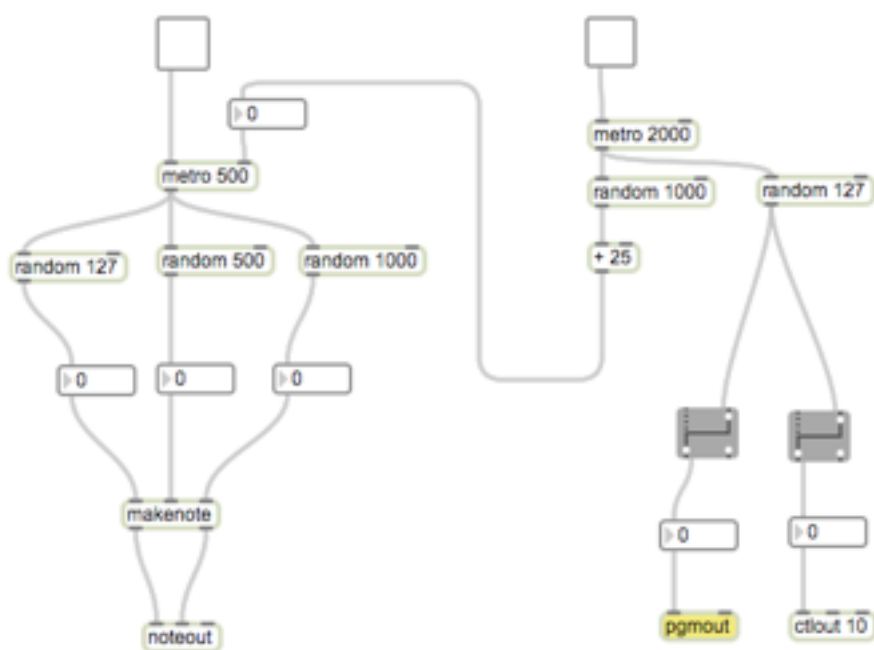 0
metro 2000
metro 500
random 1000
random 127
random 127
random 500
random 1000
+ 25
0
0
0
makenote
0
0
noteout
pgmout
ctlout 10